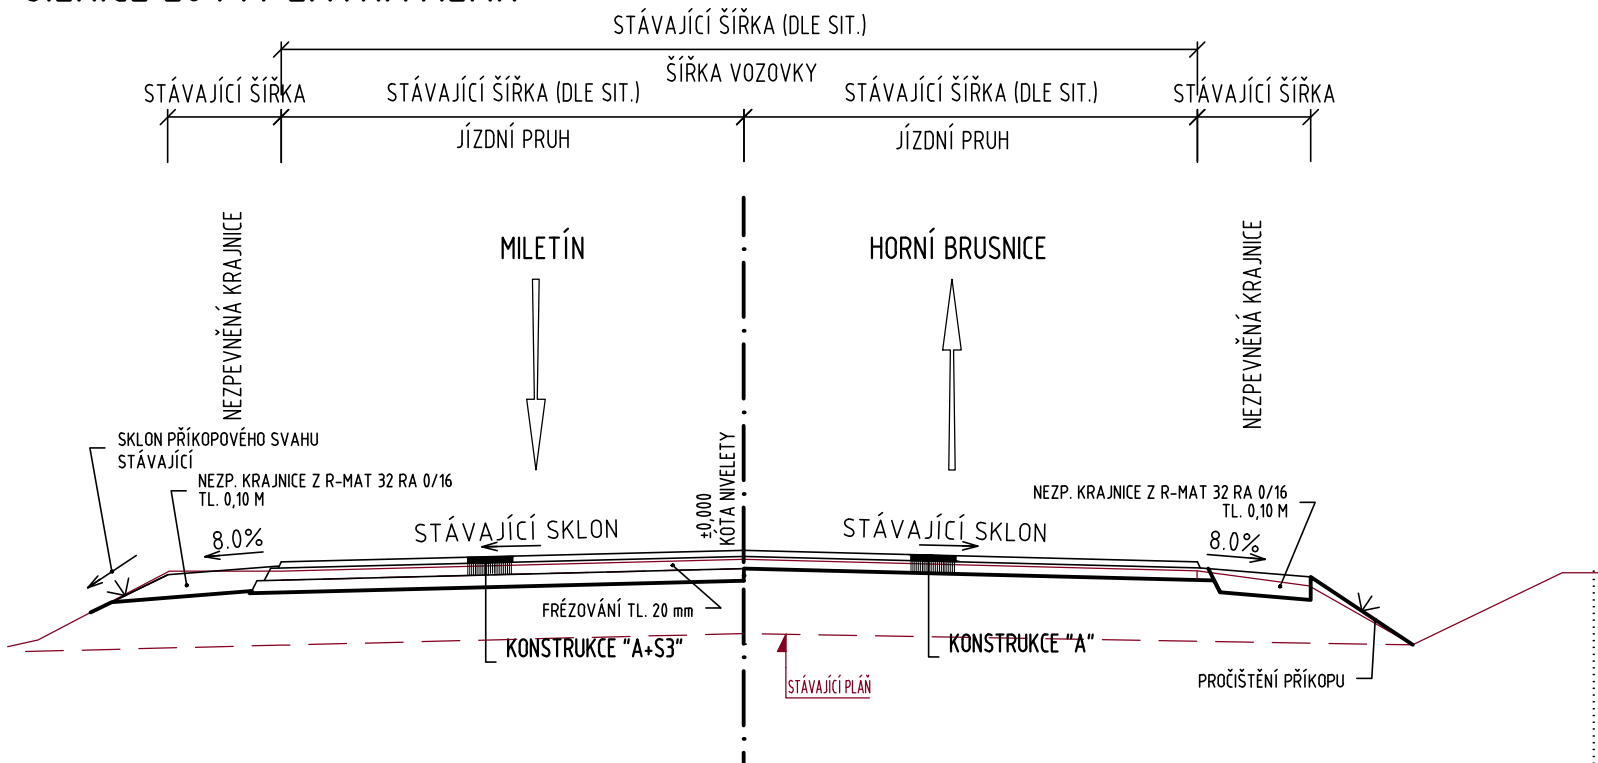 STÁVAJÍCÍ ŠÍŘKA (DLE SIT.)
ŠÍŘKA VOZOVKY
STÁVAJÍCÍ ŠÍŘKA
STÁVAJÍCÍ ŠÍŘKA (DLE SIT.)
STÁVAJÍCÍ ŠÍŘKA (DLE SIT.)
STÁVAJÍCÍ ŠÍŘKA
JÍZDNÍ PRUH
JÍZDNÍ PRUH
NEZPEVNĚNÁ KRAJNICE
MILETÍN
HORNÍ BRUSNICE
NEZPEVNĚNÁ KRAJNICE
SKLON PŘÍKOPOVÉHO SVAHU
STÁVAJÍCÍ
NEZP. KRAJNICE Z R-MAT 32 RA 0/16
TL. 0,10 M
8.0%
STÁVAJÍCÍ SKLON
±0,000
KÓTA NIVELETY
STÁVAJÍCÍ SKLON
NEZP. KRAJNICE Z R-MAT 32 RA 0/16
TL. 0,10 M
8.0%
FRÉZOVÁNÍ TL. 20 mm
KONSTRUKCE "A+S3"
KONSTRUKCE "A"
STÁVAJÍCÍ PLÁŇ
PROČIŠTĚNÍ PŘÍKOPU